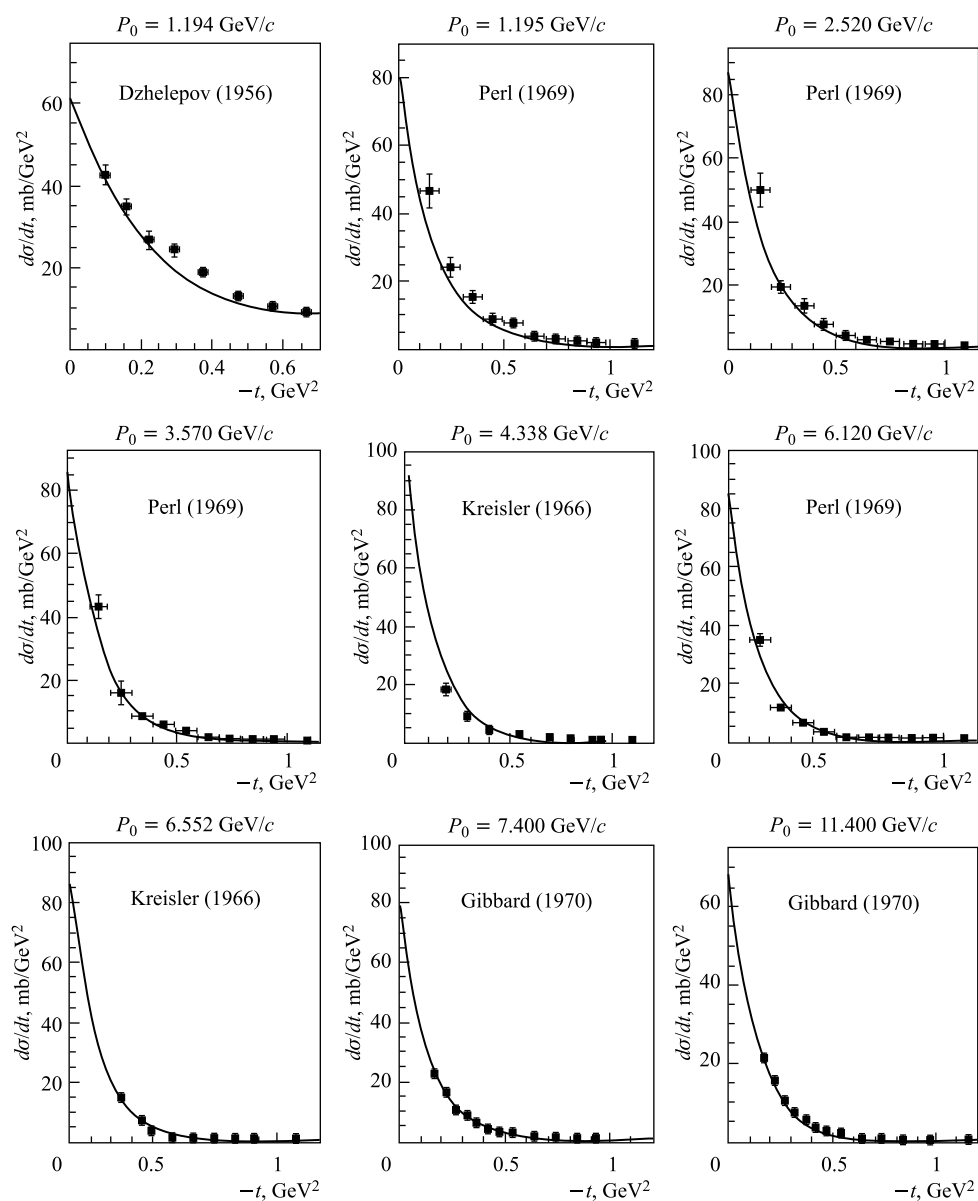 P₀ = 1.194 GeV/c
Dzhelepov (1956)
dσ/dt, mb/GeV²
60
40
20
0 0.2 0.4 0.6
−t, GeV²
P₀ = 1.195 GeV/c
Perl (1969)
dσ/dt, mb/GeV²
80
60
40
20
0 0.5 1
−t, GeV²
P₀ = 2.520 GeV/c
Perl (1969)
dσ/dt, mb/GeV²
80
60
40
20
0 0.5 1
−t, GeV²
P₀ = 3.570 GeV/c
Perl (1969)
dσ/dt, mb/GeV²
80
60
40
20
0 0.5 1
−t, GeV²
P₀ = 4.338 GeV/c
Kreisler (1966)
dσ/dt, mb/GeV²
100
80
60
40
20
0
0 0.5 1
−t, GeV²
P₀ = 6.120 GeV/c
Perl (1969)
dσ/dt, mb/GeV²
100
80
60
40
20
0 0.5 1
−t, GeV²
P₀ = 6.552 GeV/c
Kreisler (1966)
dσ/dt, mb/GeV²
100
80
60
40
20
0 0.5 1
−t, GeV²
P₀ = 7.400 GeV/c
Gibbard (1970)
dσ/dt, mb/GeV²
100
80
60
40
20
0 0.5 1
−t, GeV²
P₀ = 11.400 GeV/c
Gibbard (1970)
dσ/dt, mb/GeV²
60
40
20
0 0.5 1
−t, GeV²